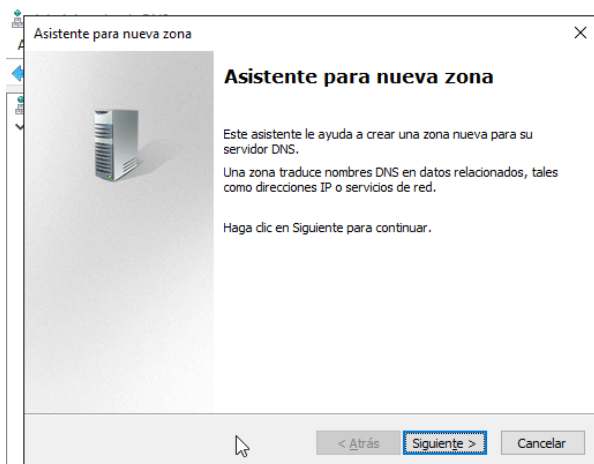 Asistente para nueva zona
Asistente para nueva zona
Este asistente le ayuda a crear una zona nueva para su
servidor DNS.
Una zona traduce nombres DNS en datos relacionados, tales
como direcciones IP o servicios de red.
Haga clic en Siguiente para continuar.
< Atrás Siguiente > Cancelar